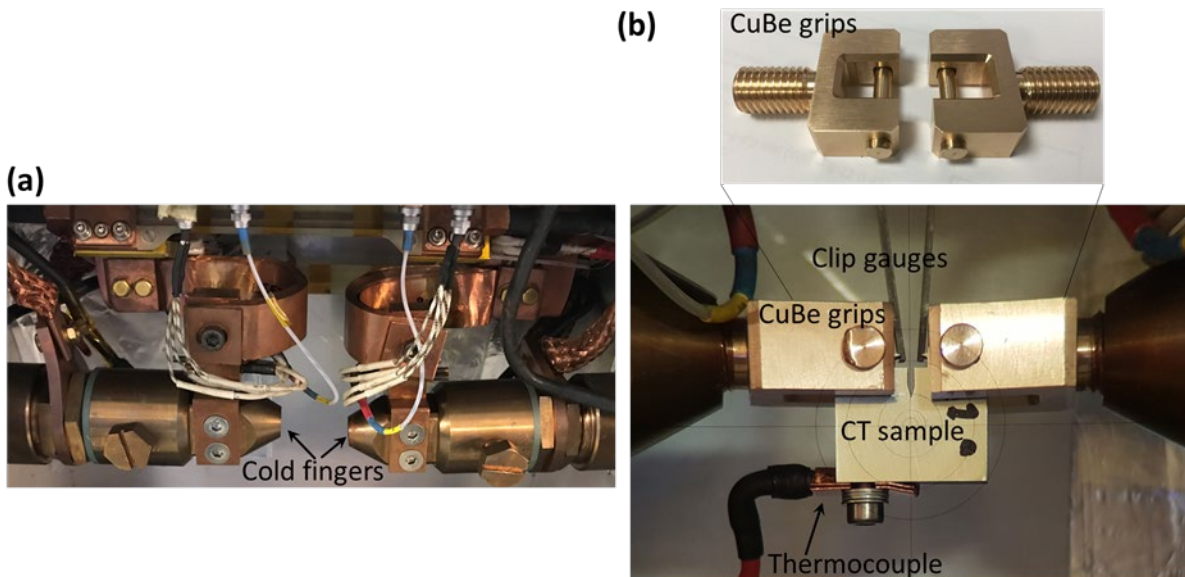 (b)
CuBe grips
(a)
Clip gauges
CuBe grips
CT sample
Cold fingers
Thermocouple